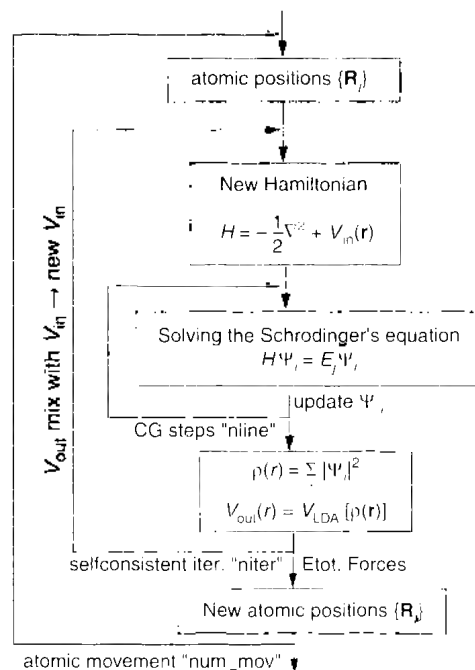 atomic positions {R_l}
V_out mix with V_in → new V_in
New Hamiltonian
H = − 1/2 ∇² + V_in(r)
Solving the Schrodinger's equation
HΨ_i = E_iΨ_i
update Ψ_i
CG steps "nline"
ρ(r) = Σ |Ψ_i|²
V_out(r) = V_LDA [ρ(r)]
selfconsistent iter. "niter"
Etot. Forces
New atomic positions {R_l}
atomic movement "num_mov"